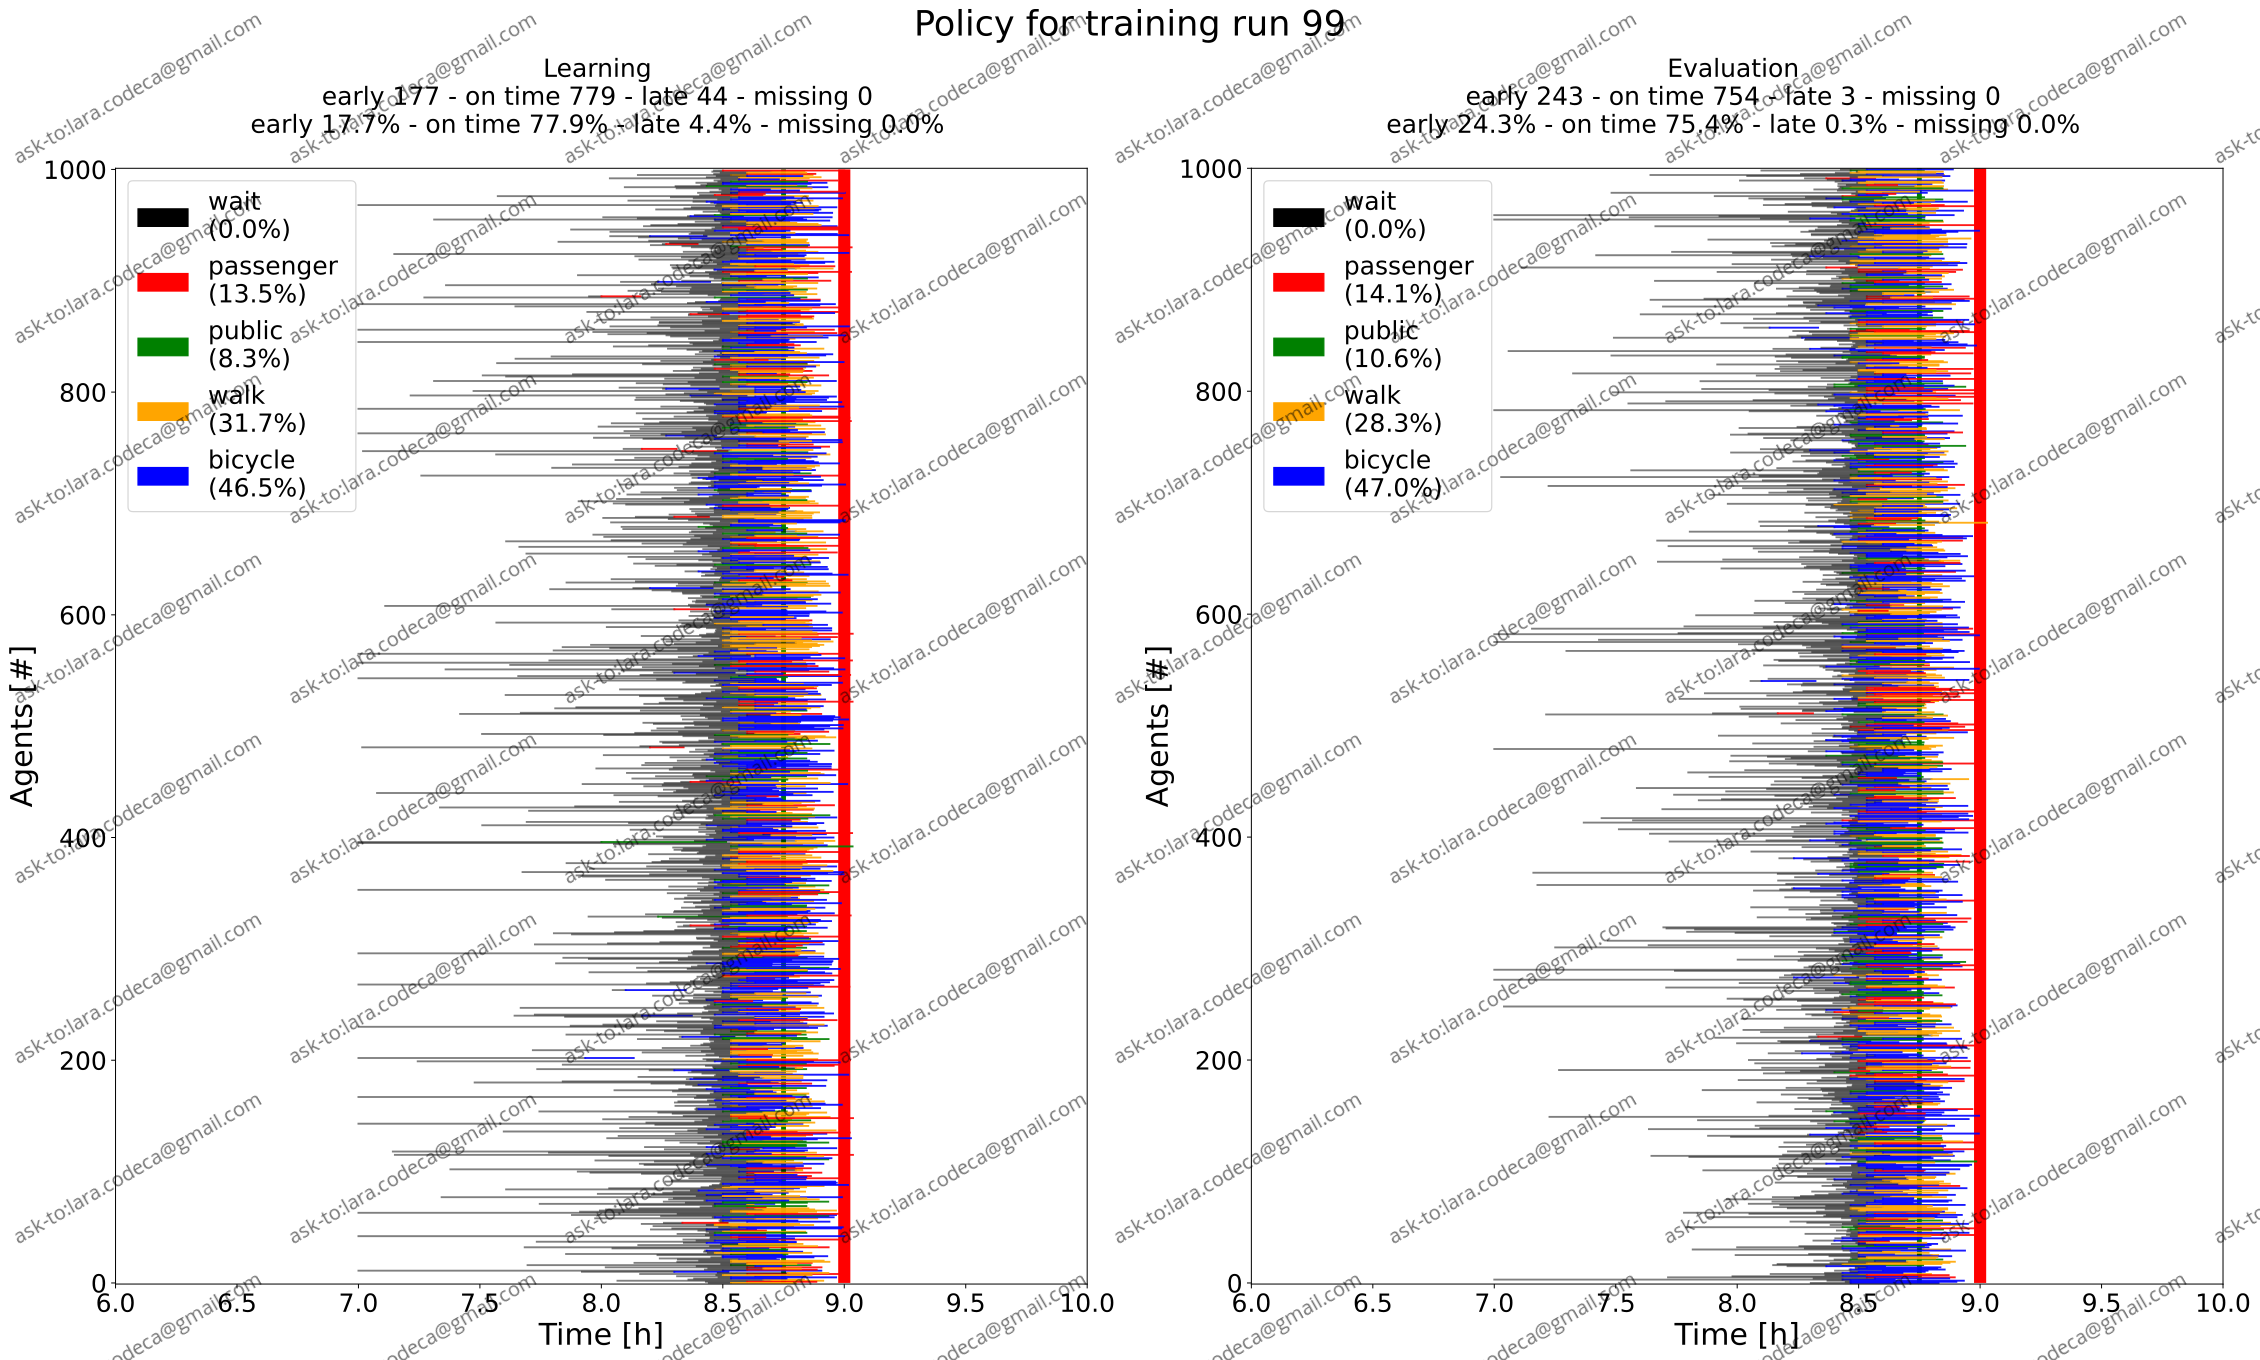 Policy for training run 99
Learning
early 177 - on time 779 - late 44 - missing 0
early 17.7% - on time 77.9% - late 4.4% - missing 0.0%
1000
800
600
400
200
0
Agents [#]
wait
(0.0%)
passenger
(13.5%)
public
(8.3%)
walk
(31.7%)
bicycle
(46.5%)
6.0 6.5 7.0 7.5 8.0 8.5 9.0 9.5 10.0
Time [h]
Evaluation
early 243 - on time 754 - late 3 - missing 0
early 24.3% - on time 75.4% - late 0.3% - missing 0.0%
1000
800
600
400
200
0
Agents [#]
wait
(0.0%)
passenger
(14.1%)
public
(10.6%)
walk
(28.3%)
bicycle
(47.0%)
6.0 6.5 7.0 7.5 8.0 8.5 9.0 9.5 10.0
Time [h]
ask-to:lara.codeca@gmail.com